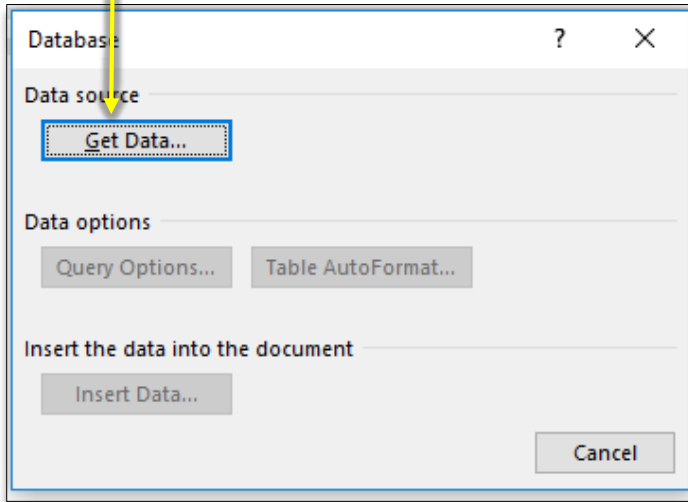 Database ?
Data source
Get Data...
Data options
Query Options... Table AutoFormat...
Insert the data into the document
Insert Data...
Cancel